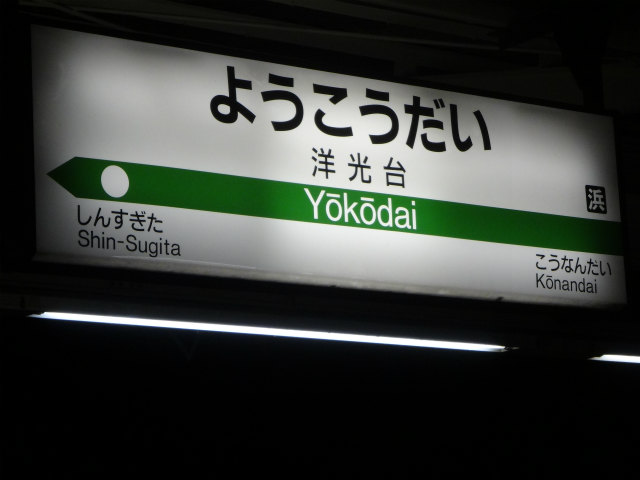 ようこうだい
洋光台
浜
Yōkōdai
しんすぎた
Shin-Sugita
こうなんだい
Kōnandai